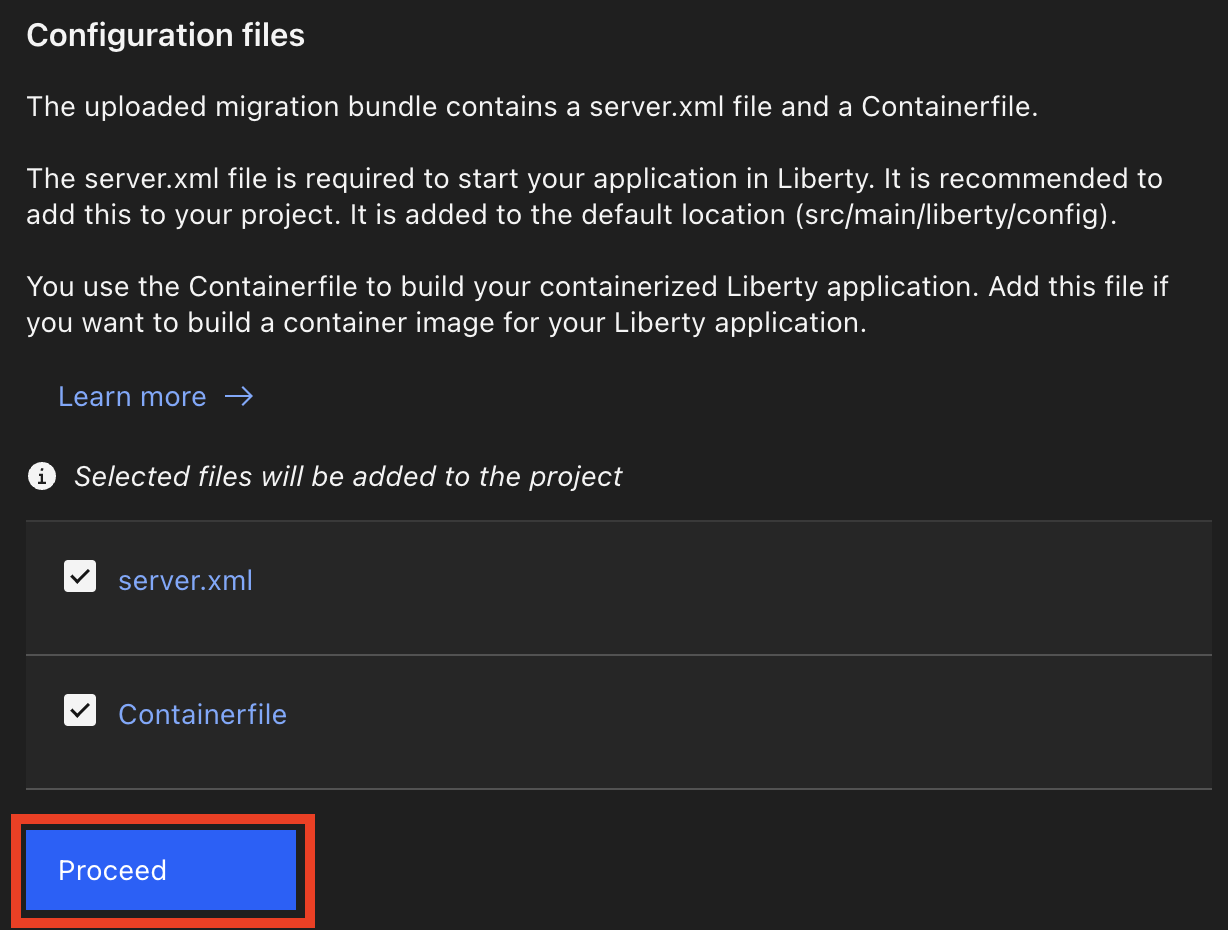 Configuration files
The uploaded migration bundle contains a server.xml file and a Containerfile.
The server.xml file is required to start your application in Liberty. It is recommended to
add this to your project. It is added to the default location (src/main/liberty/config).
You use the Containerfile to build your containerized Liberty application. Add this file if
you want to build a container image for your Liberty application.
Learn more →
Selected files will be added to the project
server.xml
Containerfile
Proceed